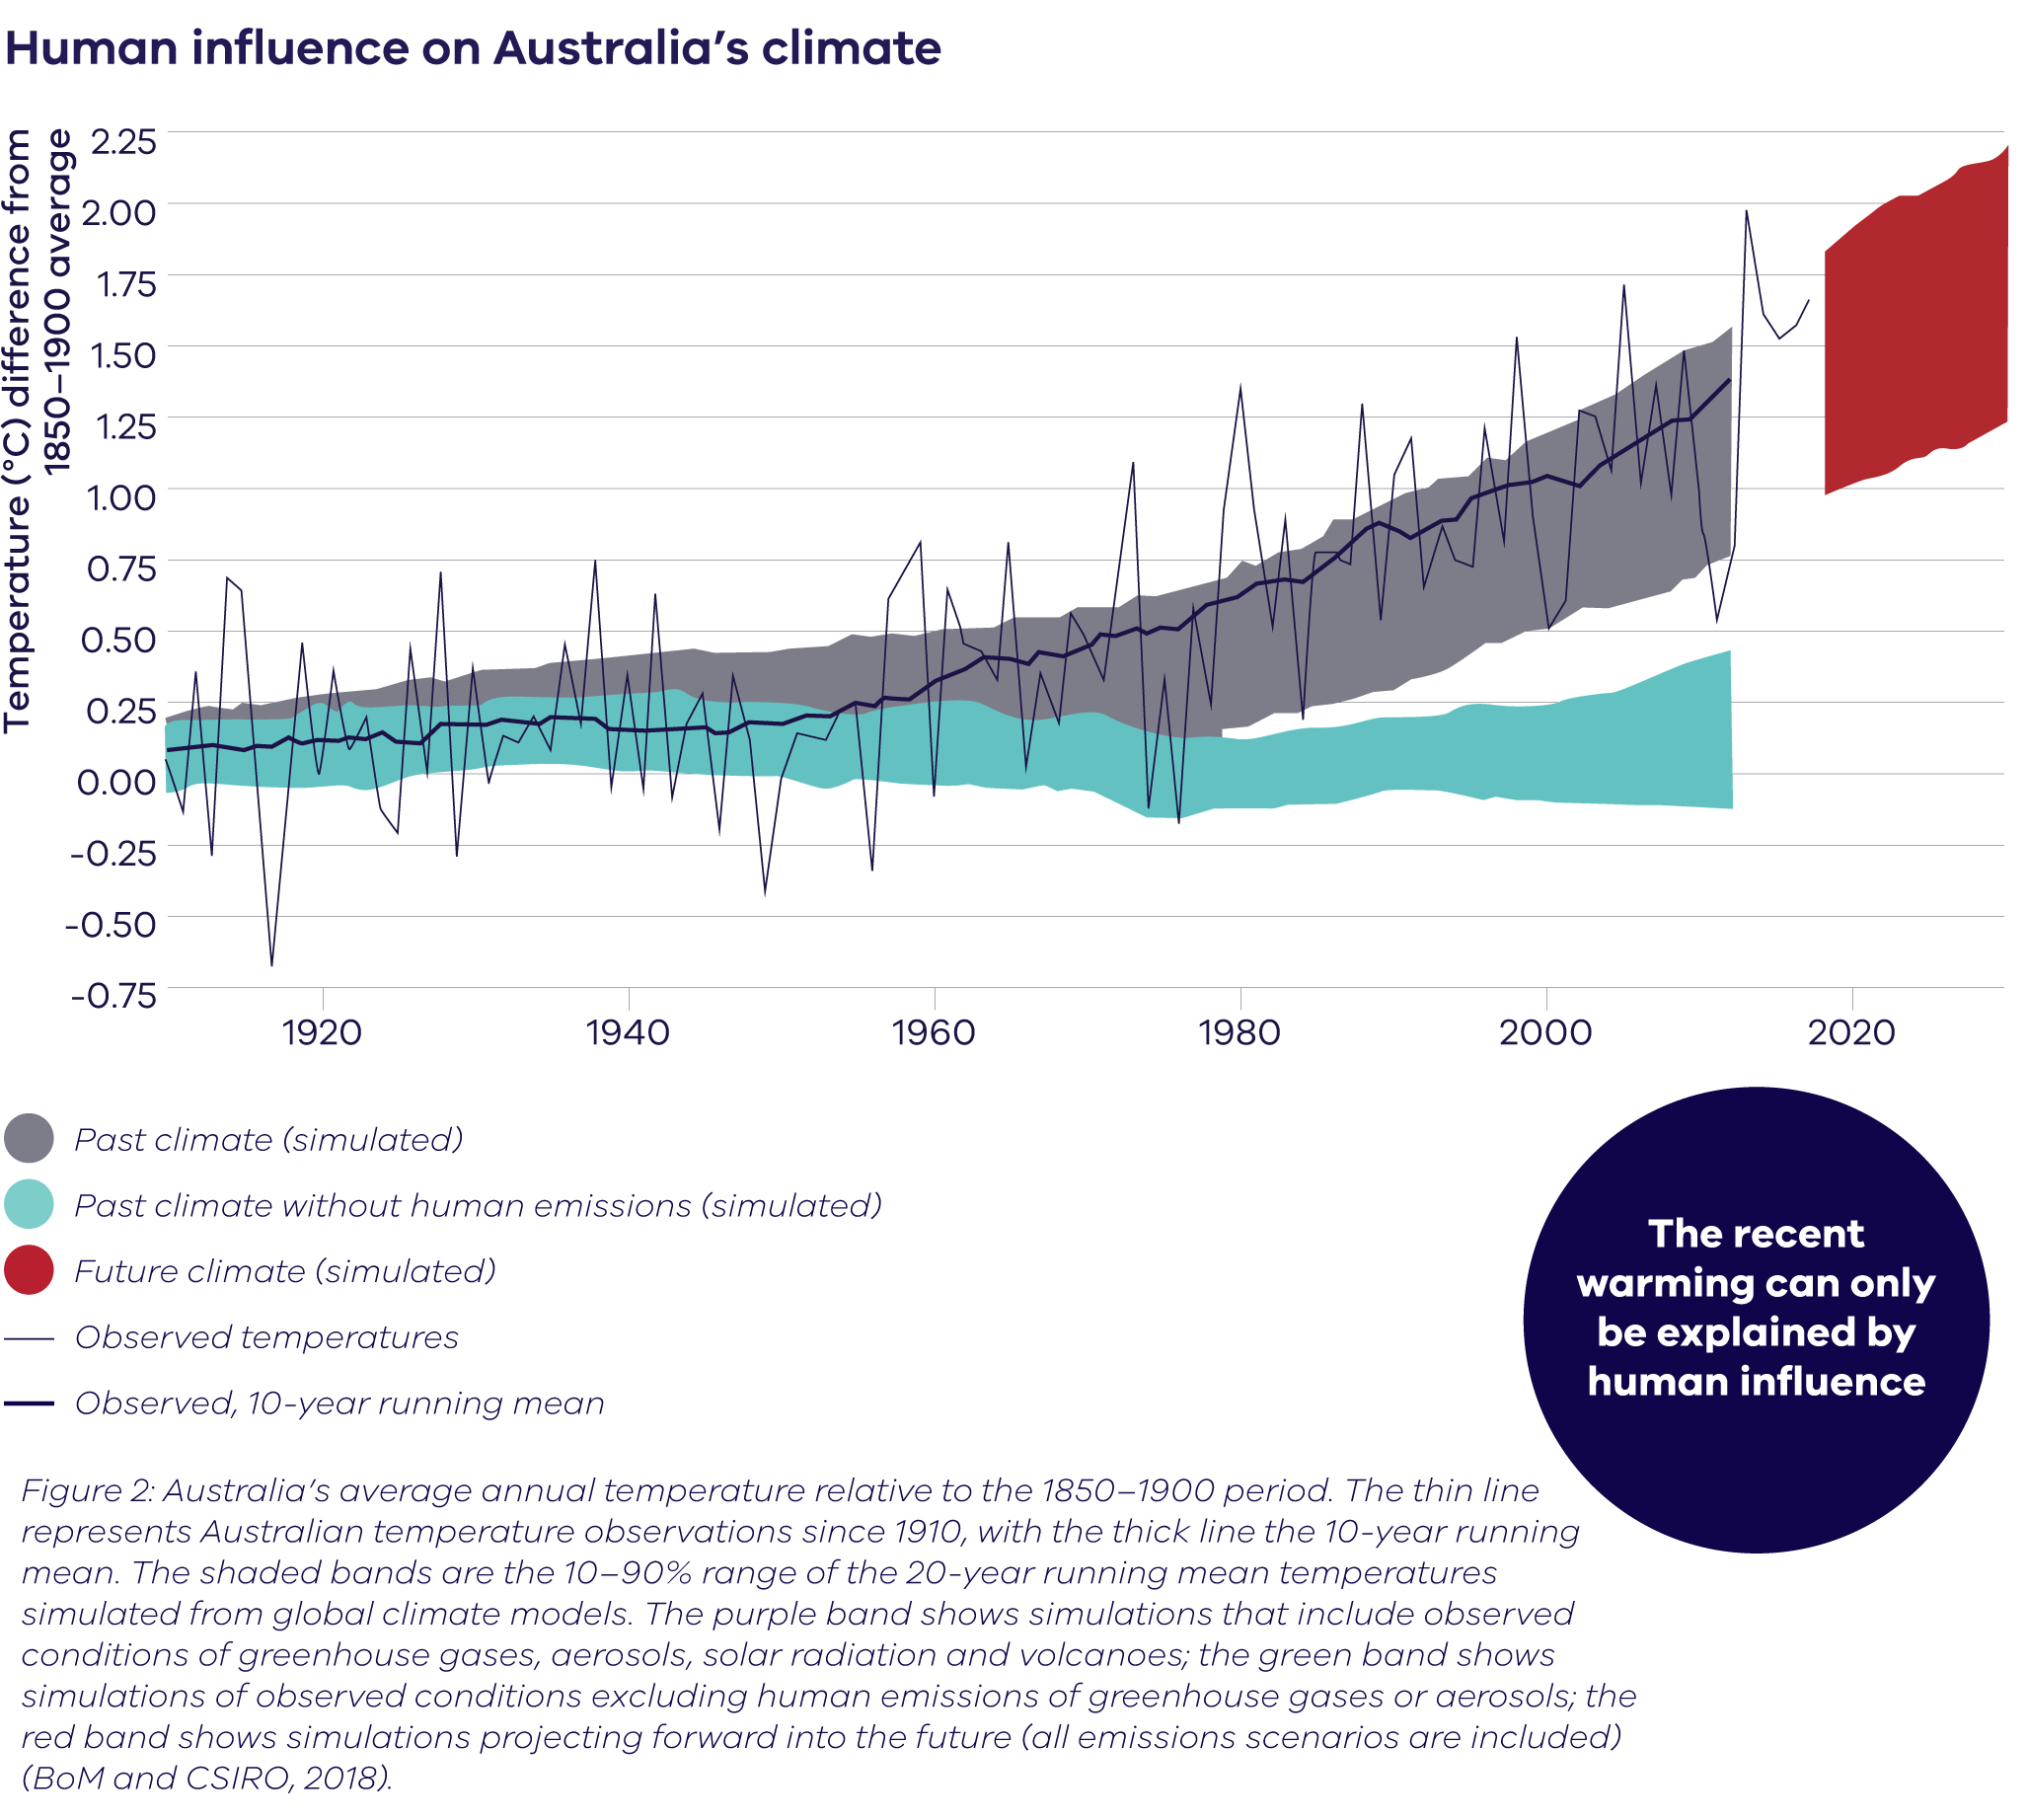 Human influence on Australia’s climate
Temperature (°C) difference from
1850–1900 average
2.25
2.00
1.75
1.50
1.25
1.00
0.75
0.50
0.25
0.00
-0.25
-0.50
-0.75
1920 1940 1960 1980 2000 2020
Past climate (simulated)
Past climate without human emissions (simulated)
Future climate (simulated)
Observed temperatures
Observed, 10-year running mean
The recent
warming can only
be explained by
human influence
Figure 2: Australia’s average annual temperature relative to the 1850–1900 period. The thin line
represents Australian temperature observations since 1910, with the thick line the 10-year running
mean. The shaded bands are the 10–90% range of the 20-year running mean temperatures
simulated from global climate models. The purple band shows simulations that include observed
conditions of greenhouse gases, aerosols, solar radiation and volcanoes; the green band shows
simulations of observed conditions excluding human emissions of greenhouse gases or aerosols; the
red band shows simulations projecting forward into the future (all emissions scenarios are included)
(BoM and CSIRO, 2018).